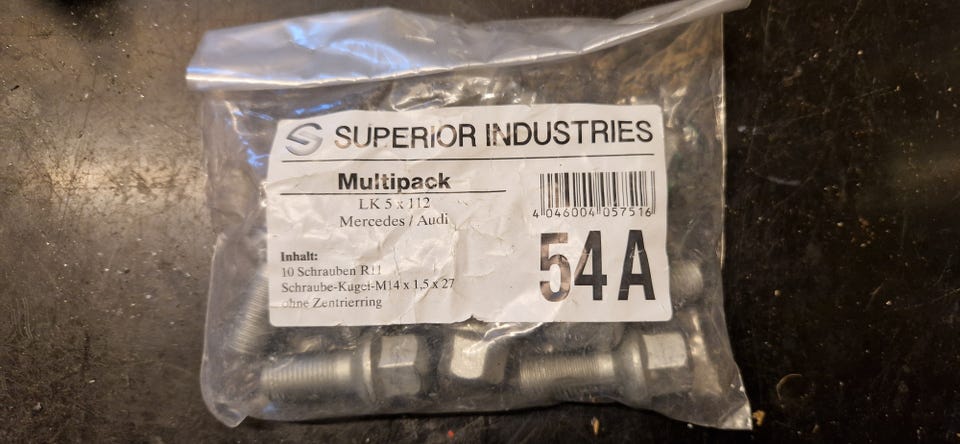 SUPERIOR INDUSTRIES
Multipack
LK 5 x 112
Mercedes / Audi
4 046004 057516
54A
Inhalt:
10 Schrauben R11
Schraube-Kugel-M14 x 1,5 x 27
ohne Zentrierring